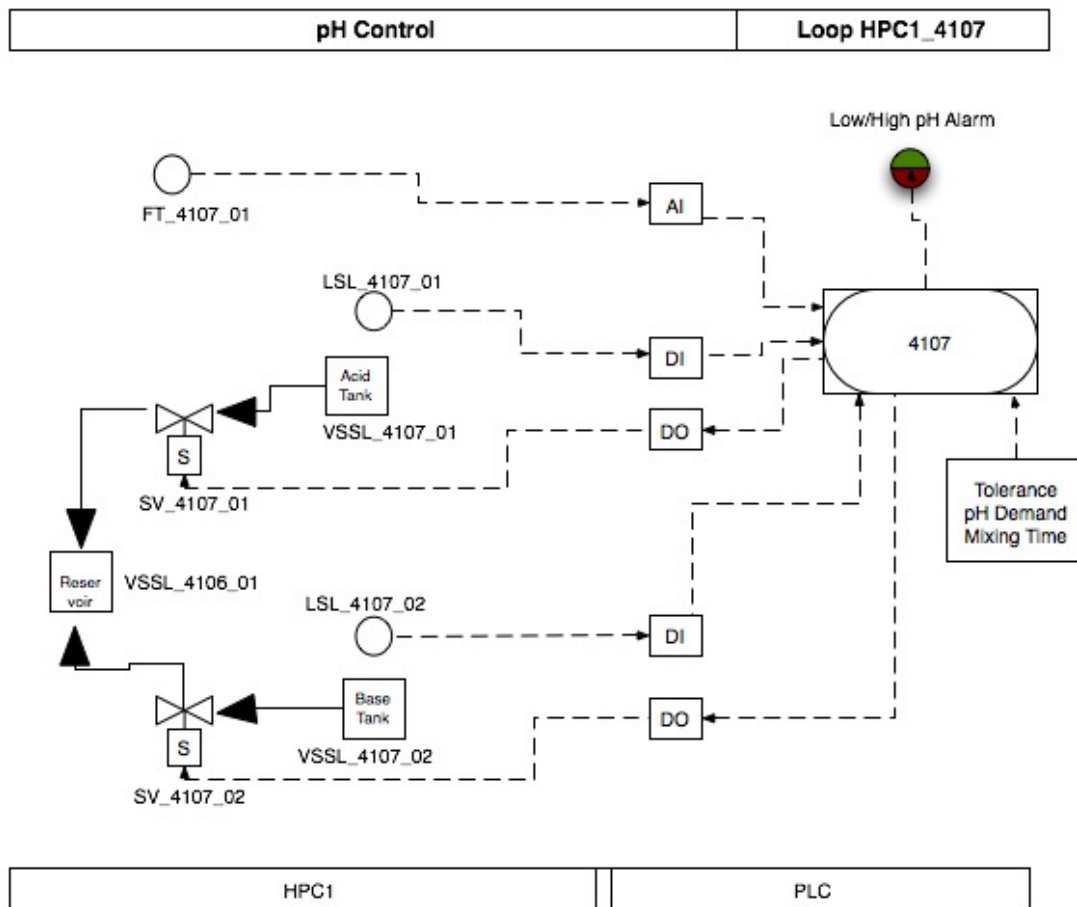 pH Control
Loop HPC1_4107
Low/High pH Alarm
FT_4107_01
AI
LSL_4107_01
4107
DI
Acid
Tank
VSSL_4107_01
DO
S
SV_4107_01
Tolerance
pH Demand
Mixing Time
Reser
voir
VSSL_4106_01
LSL_4107_02
DI
Base
Tank
DO
VSSL_4107_02
S
SV_4107_02
HPC1
PLC